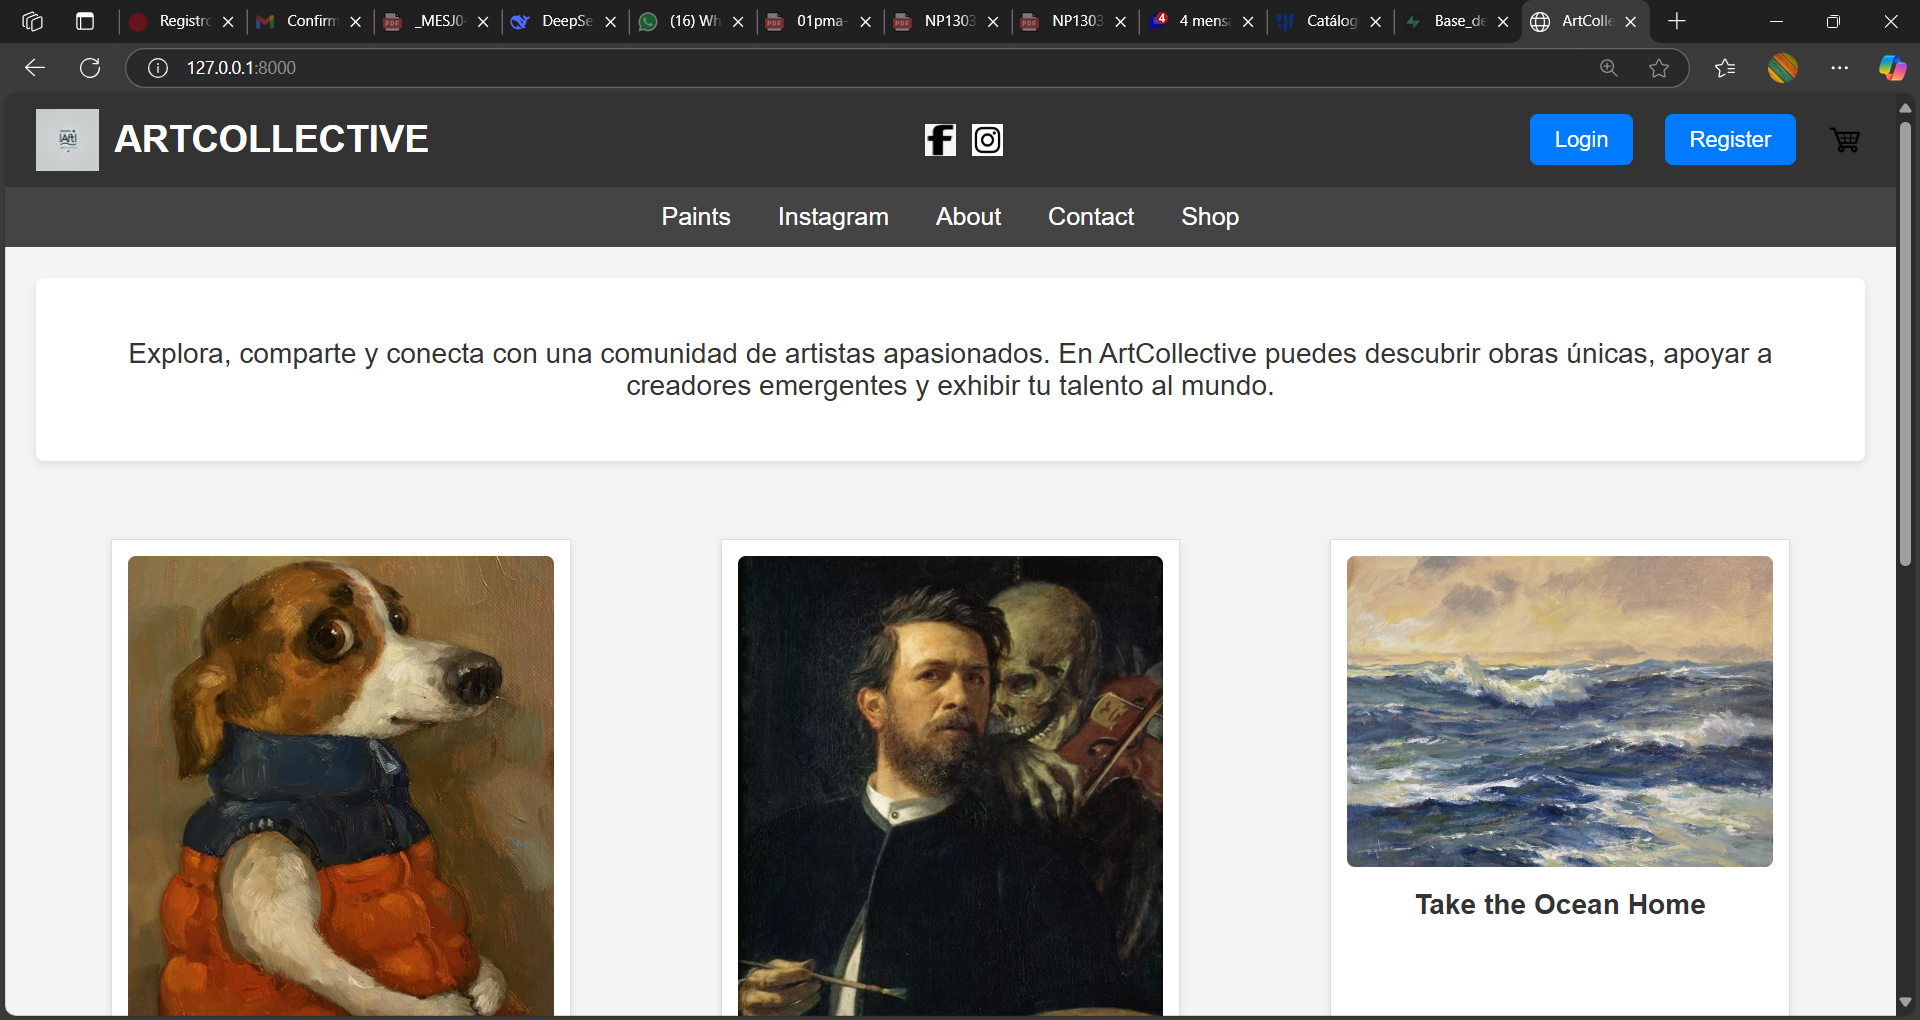 Registro
Confirm
_MESJ0
DeepSe
(16) Wh
01pma-
NP1303
NP1303
4 mens
Catálog
Base_de
ArtColle
127.0.0.1:8000
ARTCOLLECTIVE
Login
Register
Paints
Instagram
About
Contact
Shop
Explora, comparte y conecta con una comunidad de artistas apasionados. En ArtCollective puedes descubrir obras únicas, apoyar a
creadores emergentes y exhibir tu talento al mundo.
Take the Ocean Home